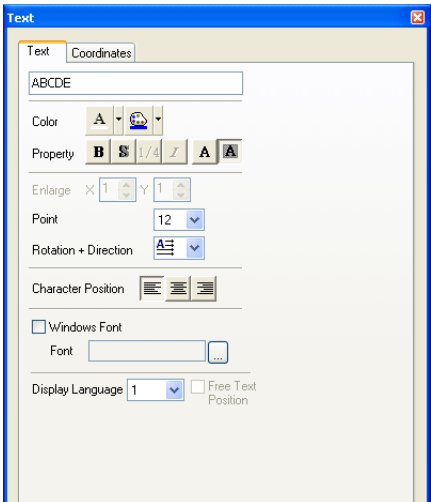 Text
Text Coordinates
ABCDE
Color A
Property B S 1/4 I A A
Enlarge X 1 Y 1
Point 12
Rotation + Direction A
Character Position
Windows Font
Font ...
Display Language 1 Free Text
Position